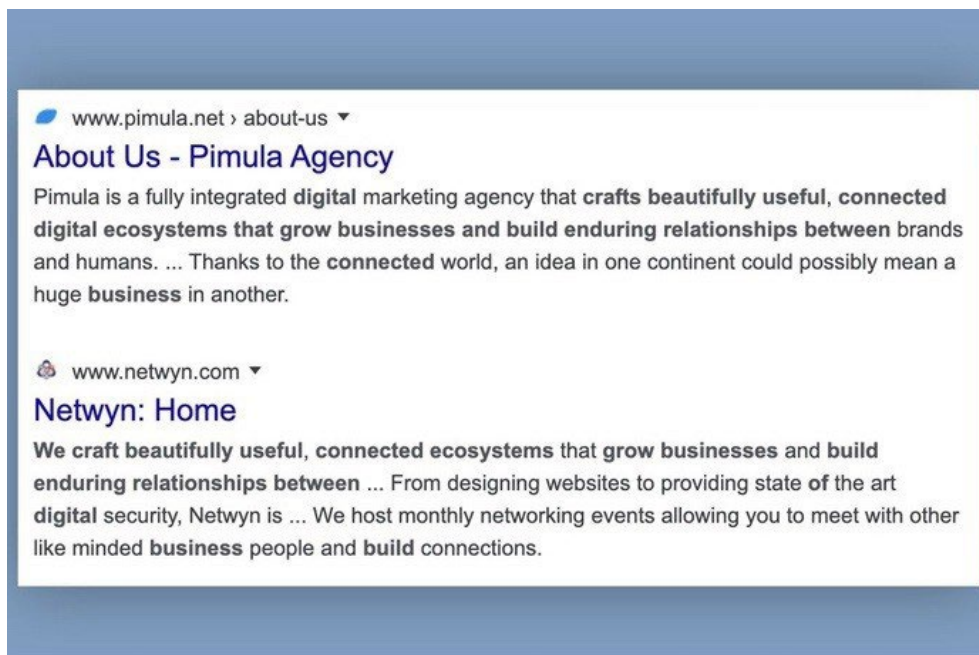 www.pimula.net › about-us
About Us - Pimula Agency
Pimula is a fully integrated digital marketing agency that crafts beautifully useful, connected
digital ecosystems that grow businesses and build enduring relationships between brands
and humans. ... Thanks to the connected world, an idea in one continent could possibly mean a
huge business in another.
www.netwyn.com
Netwyn: Home
We craft beautifully useful, connected ecosystems that grow businesses and build
enduring relationships between ... From designing websites to providing state of the art
digital security, Netwyn is ... We host monthly networking events allowing you to meet with other
like minded business people and build connections.